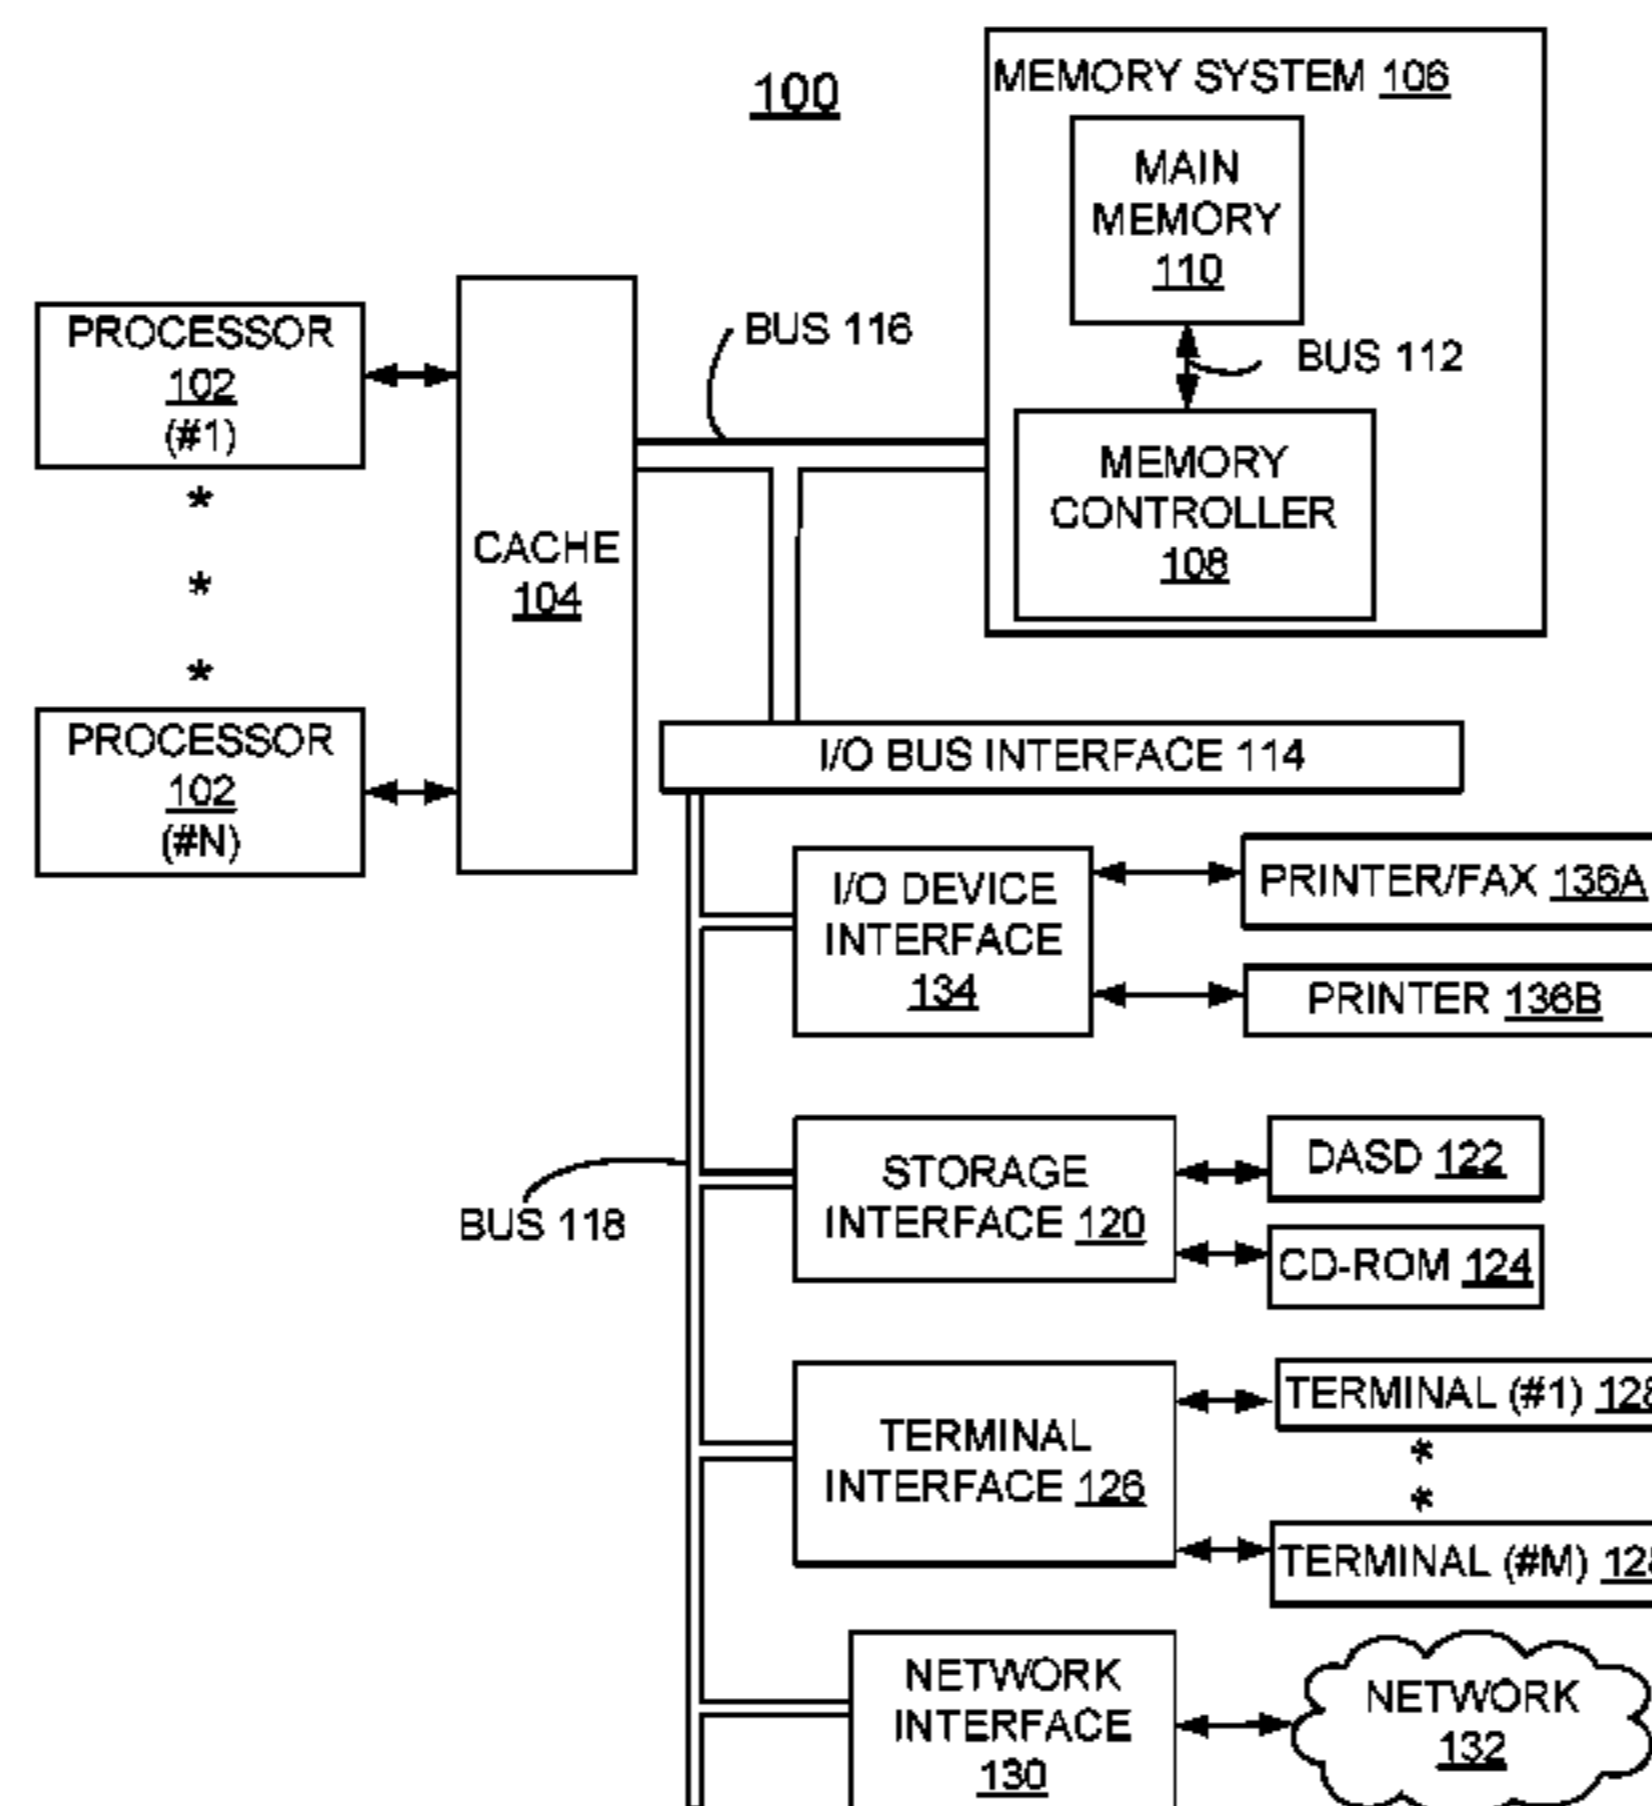 100
MEMORY SYSTEM 106
MAIN
MEMORY
110
BUS 112
MEMORY
CONTROLLER
108
PROCESSOR
102
(#1)
*
*
*
PROCESSOR
102
(#N)
CACHE
104
BUS 116
I/O BUS INTERFACE 114
I/O DEVICE
INTERFACE
134
PRINTER/FAX 136A
PRINTER 136B
BUS 118
STORAGE
INTERFACE 120
DASD 122
CD-ROM 124
TERMINAL
INTERFACE 126
TERMINAL (#1) 128
*
*
TERMINAL (#M) 128
NETWORK
INTERFACE
130
NETWORK
132